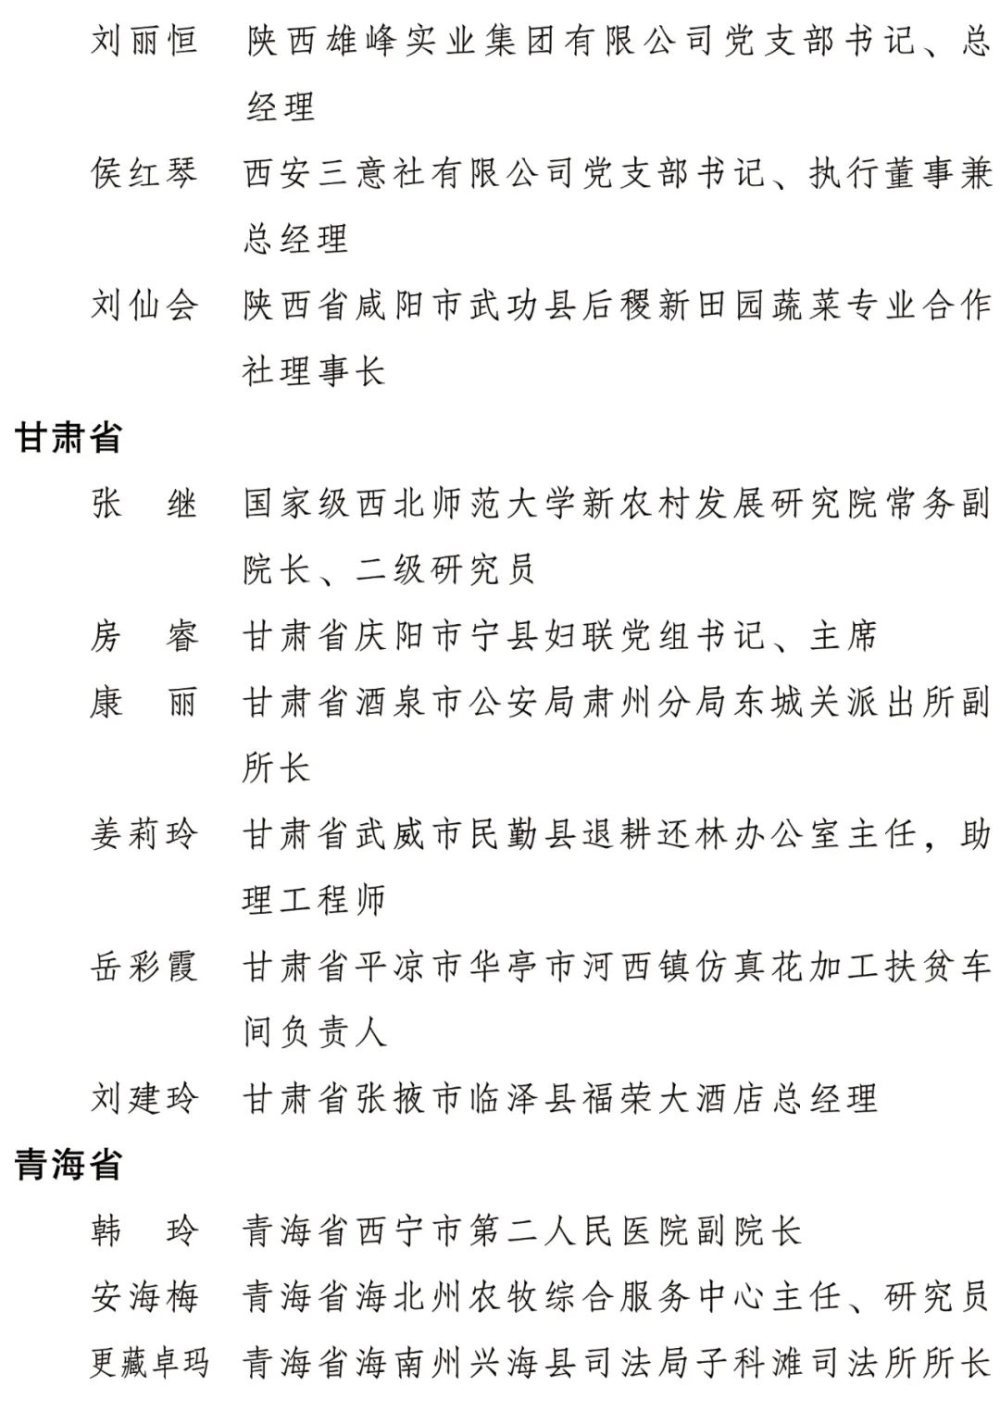 刘丽恒 陕西雄峰实业集团有限公司党支部书记、总
经理
侯红琴 西安三意社有限公司党支部书记、执行董事兼
总经理
刘仙会 陕西省咸阳市武功县后稷新田园蔬菜专业合作
社理事长
甘肃省
张 继 国家级西北师范大学新农村发展研究院常务副
院长、二级研究员
房 睿 甘肃省庆阳市宁县妇联党组书记、主席
康 丽 甘肃省酒泉市公安局肃州分局东城关派出所副
所长
姜莉玲 甘肃省武威市民勤县退耕还林办公室主任，助
理工程师
岳彩霞 甘肃省平凉市华亭市河西镇仿真花加工扶贫车
间负责人
刘建玲 甘肃省张掖市临泽县福荣大酒店总经理
青海省
韩 玲 青海省西宁市第二人民医院副院长
安海梅 青海省海北州农牧综合服务中心主任、研究员
更藏卓玛 青海省海南州兴海县司法局子科滩司法所所长